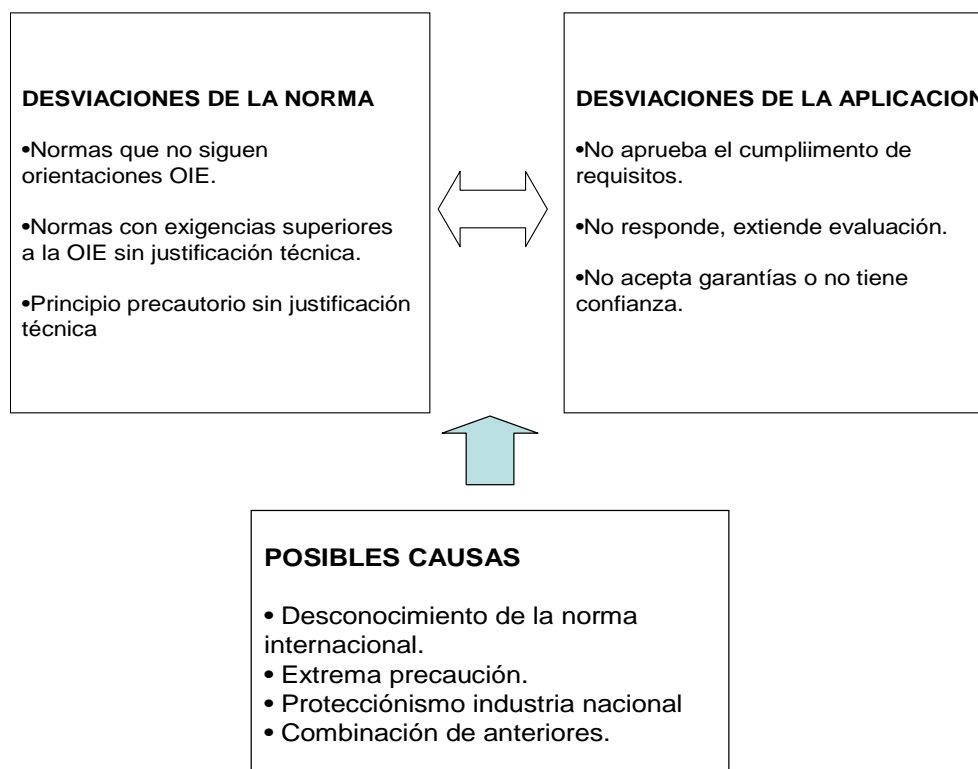 DESVIACIONES DE LA NORMA
•Normas que no siguen
orientaciones OIE.
•Normas con exigencias superiores
a la OIE sin justificación técnica.
•Principio precautorio sin justificación
técnica
DESVIACIONES DE LA APLICACION
•No aprueba el cumpliimento de
requisitos.
•No responde, extiende evaluación.
•No acepta garantías o no tiene
confianza.
POSIBLES CAUSAS
• Desconocimiento de la norma
internacional.
• Extrema precaución.
• Protecciónismo industria nacional
• Combinación de anteriores.